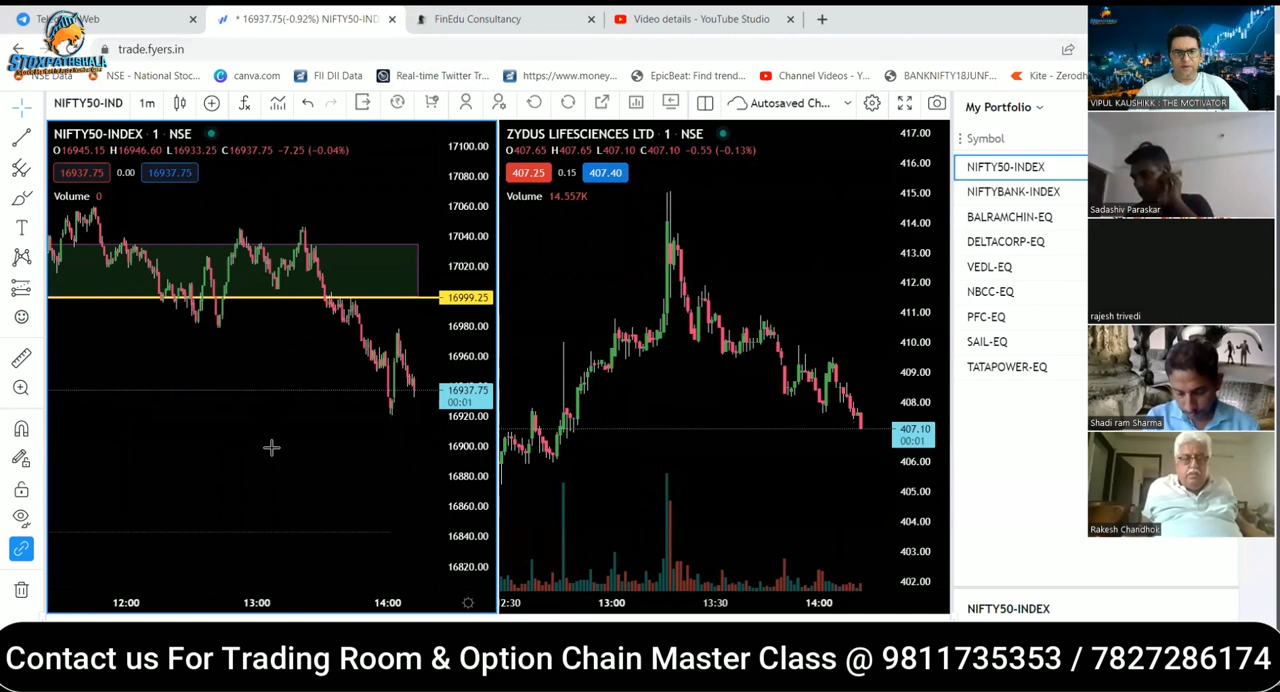 * 16937.75(-0.92%) NIFTY50-IND
FinEdu Consultancy
Video details - YouTube Studio
trade.fyers.in
STOXPATHSHALA
NSE Data
NSE - National Stoc...
canva.com
FII DII Data
Real-time Twitter Tr...
https://www.money...
EpicBeat: Find trend...
Channel Videos - Y...
BANKNIFTY18JUNF...
Kite - Zerodh
VIPUL KAUSHIKK : THE MOTIVATOR
NIFTY50-IND
1m
Autosaved Ch...
My Portfolio
Symbol
NIFTY50-INDEX · 1 · NSE
O16945.15 H16946.60 L16933.25 C16937.75 -7.25 (-0.04%)
16937.75 0.00 16937.75
Volume 0
17100.00
17080.00
17060.00
17040.00
17020.00
16999.25
16980.00
16960.00
16937.75
00:01
16920.00
16900.00
16880.00
16860.00
16840.00
16820.00
12:00 13:00 14:00
ZYDUS LIFESCIENCES LTD · 1 · NSE
O407.65 H407.65 L407.10 C407.10 -0.55 (-0.13%)
407.25 0.15 407.40
Volume 14.557K
417.00
416.00
415.00
414.00
413.00
412.00
411.00
410.00
409.00
408.00
407.10
00:01
406.00
405.00
404.00
403.00
402.00
2:30 13:00 13:30 14:00
NIFTY50-INDEX
NIFTYBANK-INDEX
BALRAMCHIN-EQ
DELTACORP-EQ
VEDL-EQ
NBCC-EQ
PFC-EQ
SAIL-EQ
TATAPOWER-EQ
NIFTY50-INDEX
Sadashiv Paraskar
rajesh trivedi
Shadi ram Sharma
Rakesh Chandhok
Contact us For Trading Room & Option Chain Master Class @ 9811735353 / 7827286174